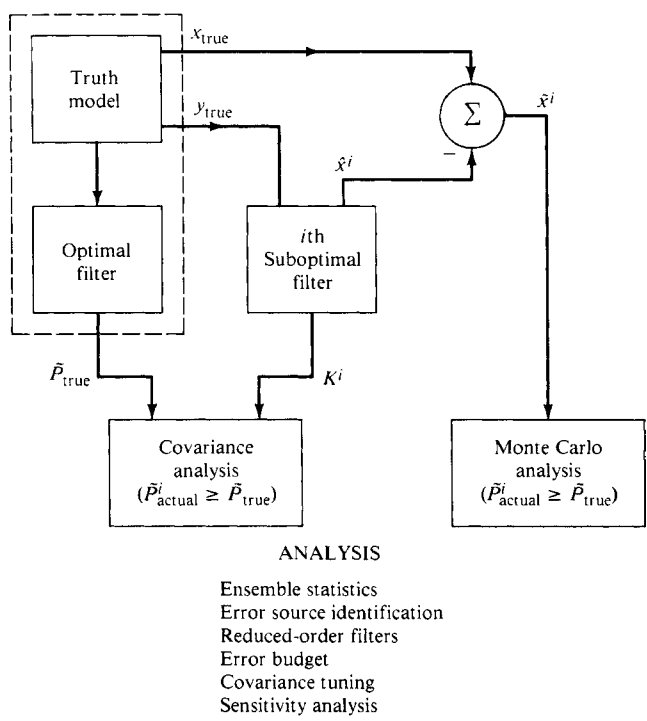 x_true
Truth
model
y_true
Σ
x̃^i
−
x̂^i
Optimal
filter
ith
Suboptimal
filter
P̃_true
K^i
Covariance
analysis
(P̃^i_actual ≥ P̃_true)
Monte Carlo
analysis
(P̃^i_actual ≥ P̃_true)
ANALYSIS
Ensemble statistics
Error source identification
Reduced-order filters
Error budget
Covariance tuning
Sensitivity analysis